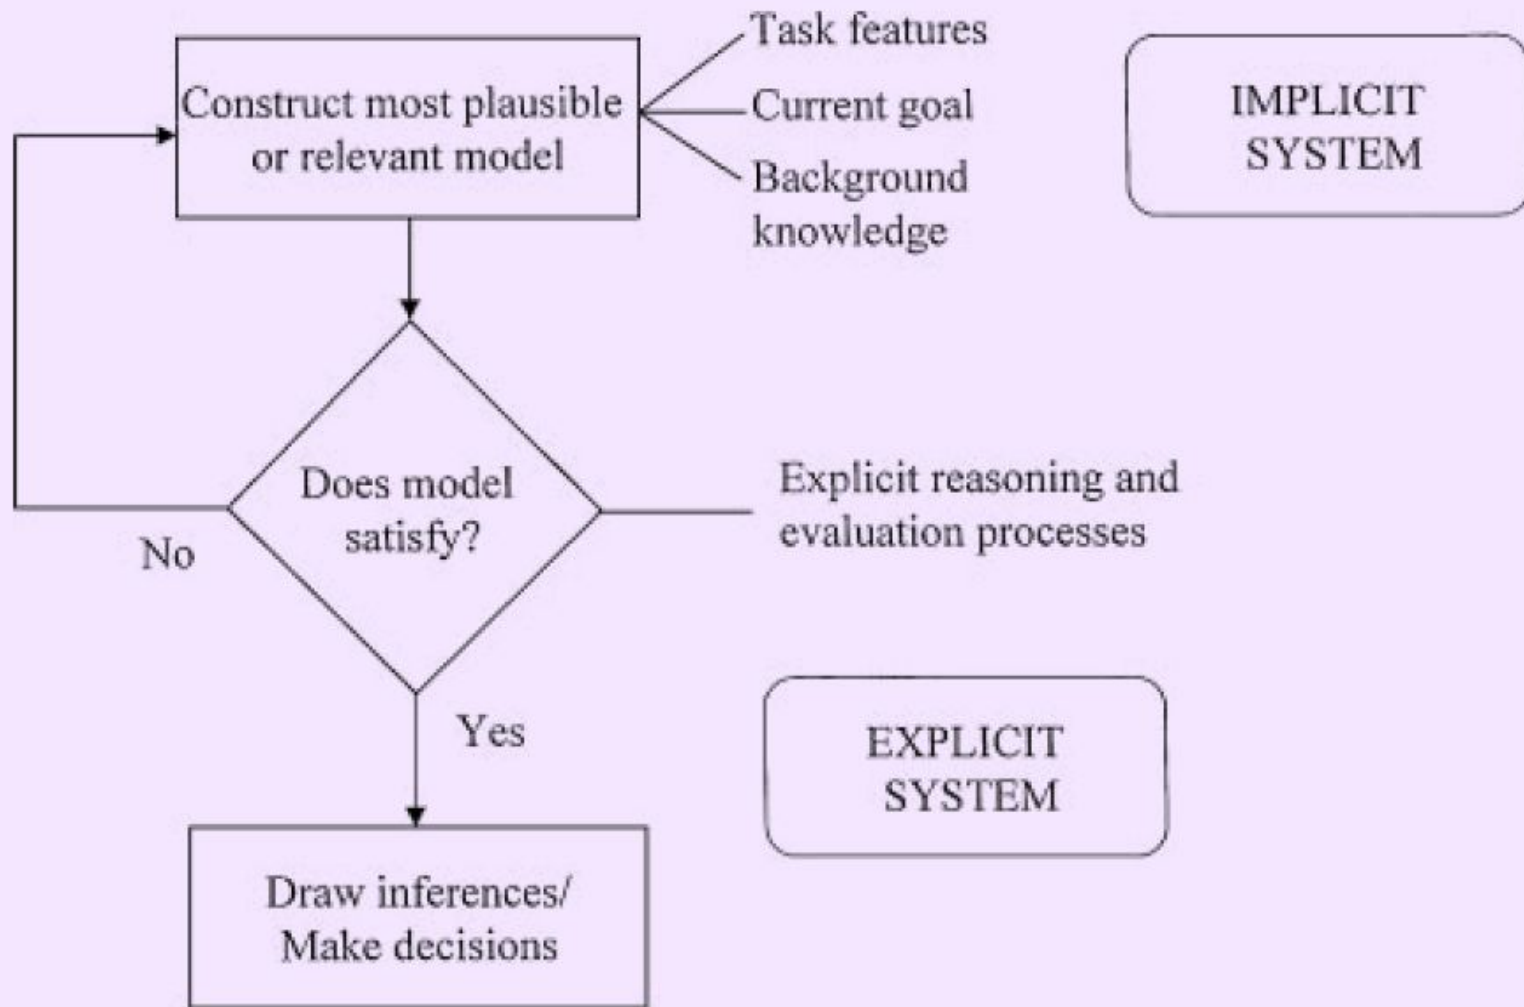 Construct most plausible
or relevant model
Task features
Current goal
Background
knowledge
IMPLICIT
SYSTEM
Does model
satisfy?
No
Explicit reasoning and
evaluation processes
Yes
EXPLICIT
SYSTEM
Draw inferences/
Make decisions